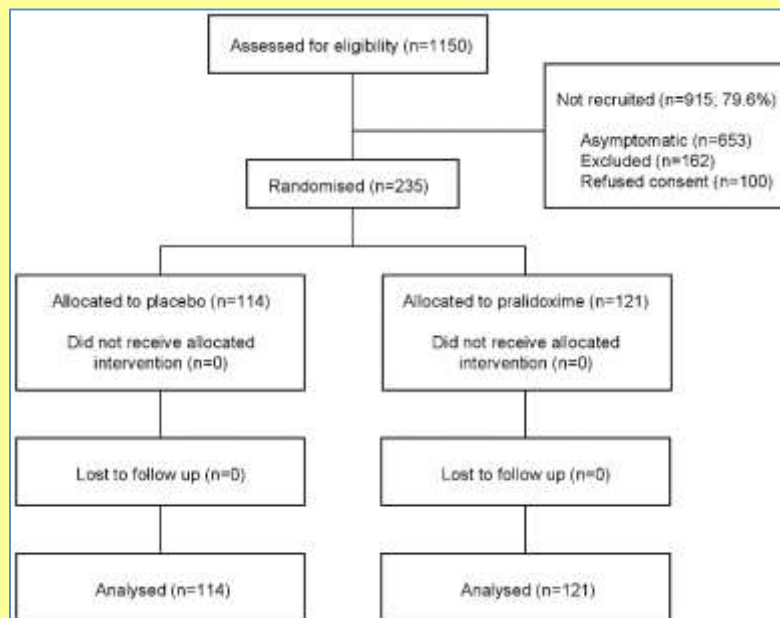 Assessed for eligibility (n=1150)
Not recruited (n=915; 79.6%)
Asymptomatic (n=653)
Excluded (n=162)
Refused consent (n=100)
Randomised (n=235)
Allocated to placebo (n=114)
Did not receive allocated
intervention (n=0)
Allocated to pralidoxime (n=121)
Did not receive allocated
intervention (n=0)
Lost to follow up (n=0)
Lost to follow up (n=0)
Analysed (n=114)
Analysed (n=121)